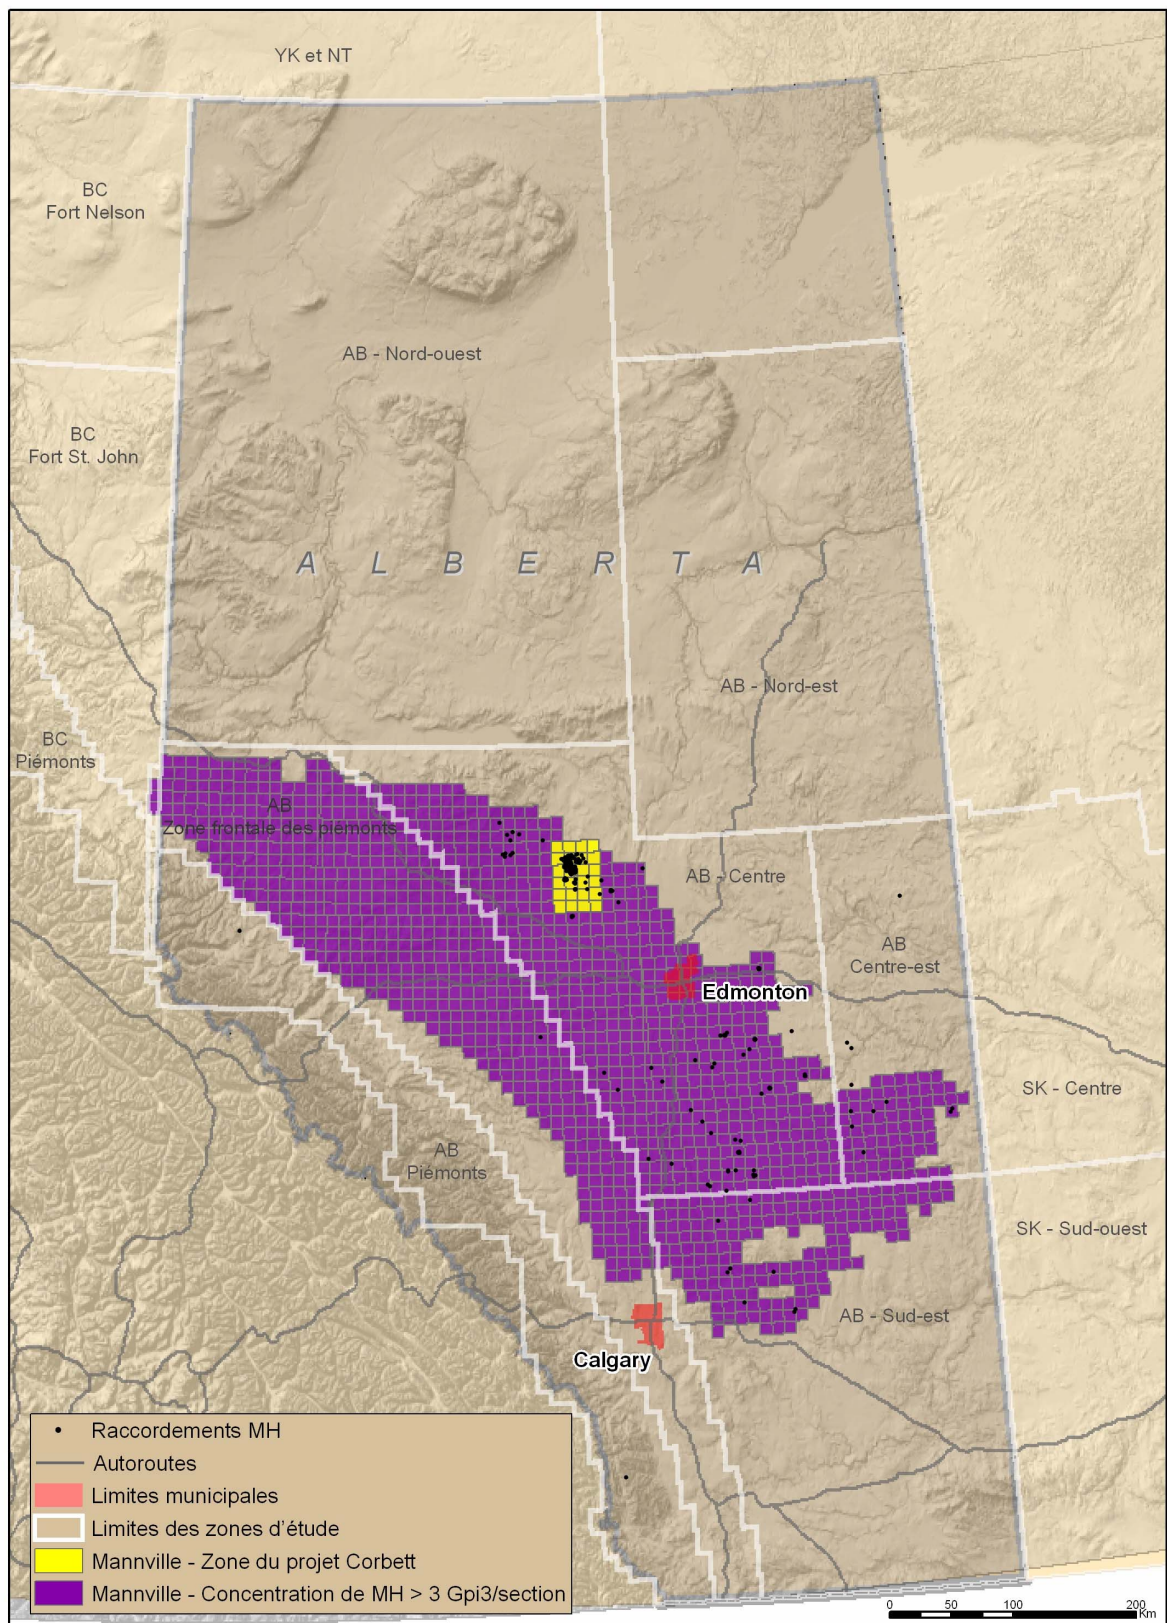 YK et NT
BC
Fort Nelson
AB - Nord-ouest
BC
Fort St. John
ALBERTA
AB - Nord-est
BC
Piémonts
AB
Zone frontale des piémonts
AB - Centre
AB
Centre-est
Edmonton
SK - Centre
AB
Piémonts
SK - Sud-ouest
AB - Sud-est
Calgary
Raccordements MH
Autoroutes
Limites municipales
Limites des zones d'étude
Mannville - Zone du projet Corbett
Mannville - Concentration de MH > 3 Gpi3/section
0 50 100 200
Km